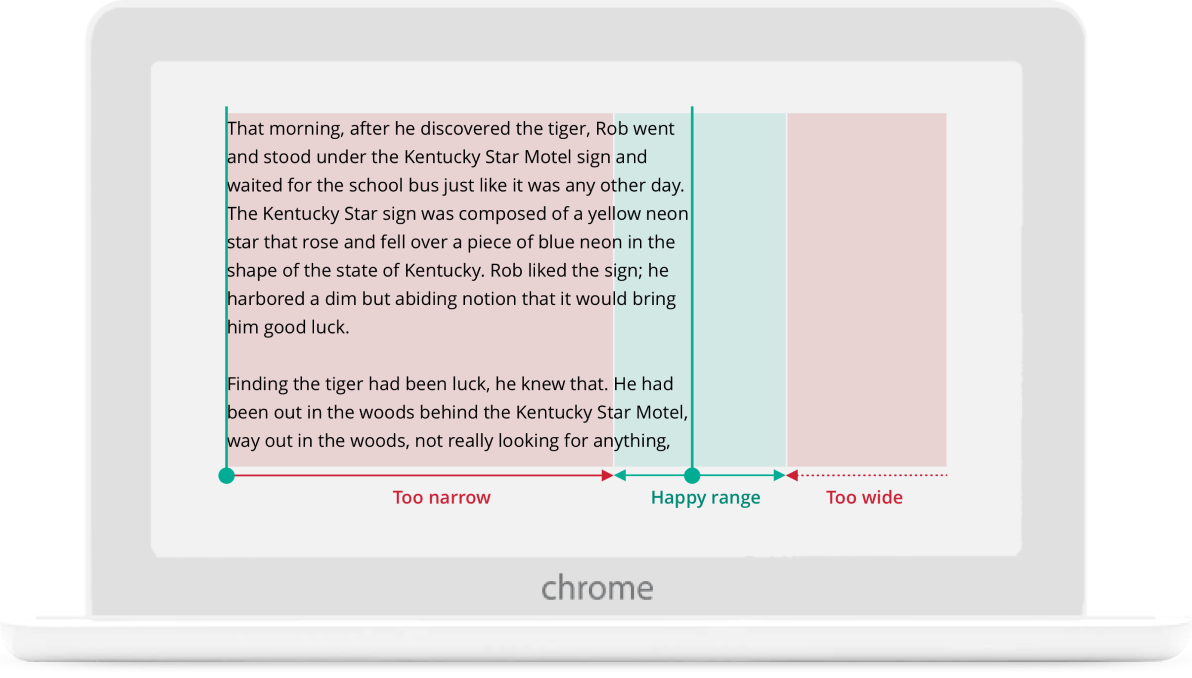 That morning, after he discovered the tiger, Rob went
and stood under the Kentucky Star Motel sign and
waited for the school bus just like it was any other day.
The Kentucky Star sign was composed of a yellow neon
star that rose and fell over a piece of blue neon in the
shape of the state of Kentucky. Rob liked the sign; he
harbored a dim but abiding notion that it would bring
him good luck.
Finding the tiger had been luck, he knew that. He had
been out in the woods behind the Kentucky Star Motel,
way out in the woods, not really looking for anything,
Too narrow
Happy range
Too wide
chrome